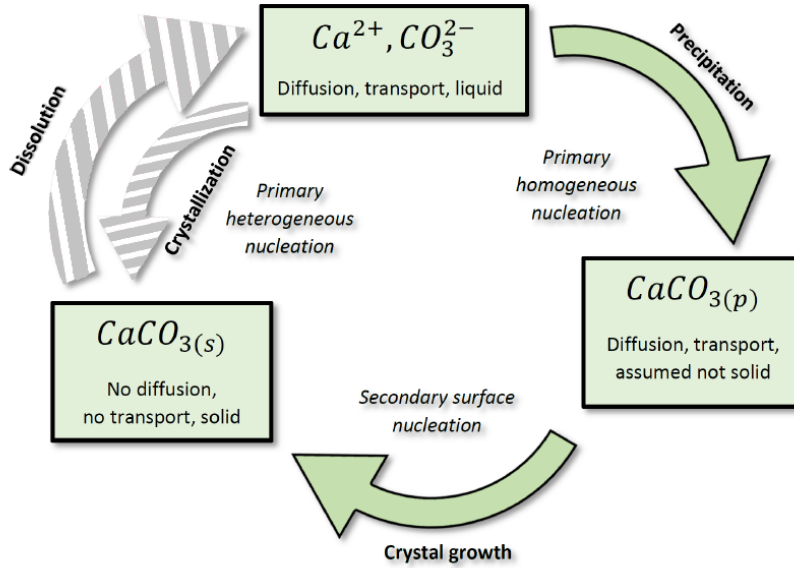 Ca²⁺, CO₃²⁻
Diffusion, transport, liquid
Precipitation
Dissolution
Crystallization
Primary
heterogeneous
nucleation
Primary
homogeneous
nucleation
CaCO₃₍ₚ₎
Diffusion, transport,
assumed not solid
CaCO₃₍ₛ₎
No diffusion,
no transport, solid
Secondary surface
nucleation
Crystal growth